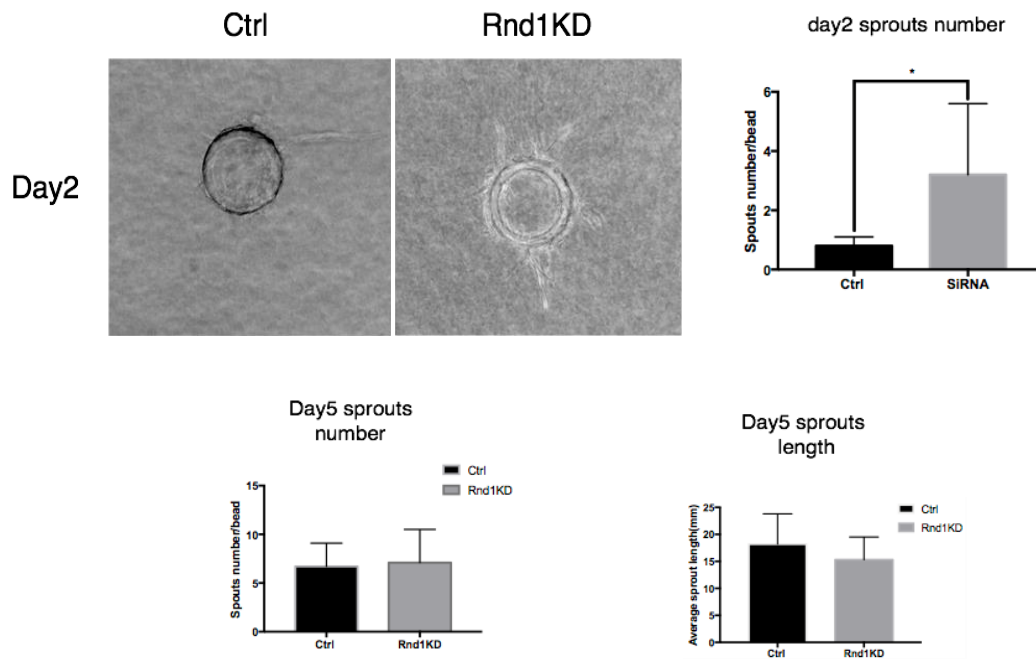 Ctrl
Rnd1KD
Day2
day2 sprouts number
*
6
4
2
0
Spouts number/bead
Ctrl
SiRNA
Day5 sprouts
number
Ctrl
Rnd1KD
15
10
5
0
Spouts number/bead
Ctrl
Rnd1KD
Day5 sprouts
length
Ctrl
Rnd1KD
25
20
15
10
5
0
Average sprout length(mm)
Ctrl
Rnd1KD